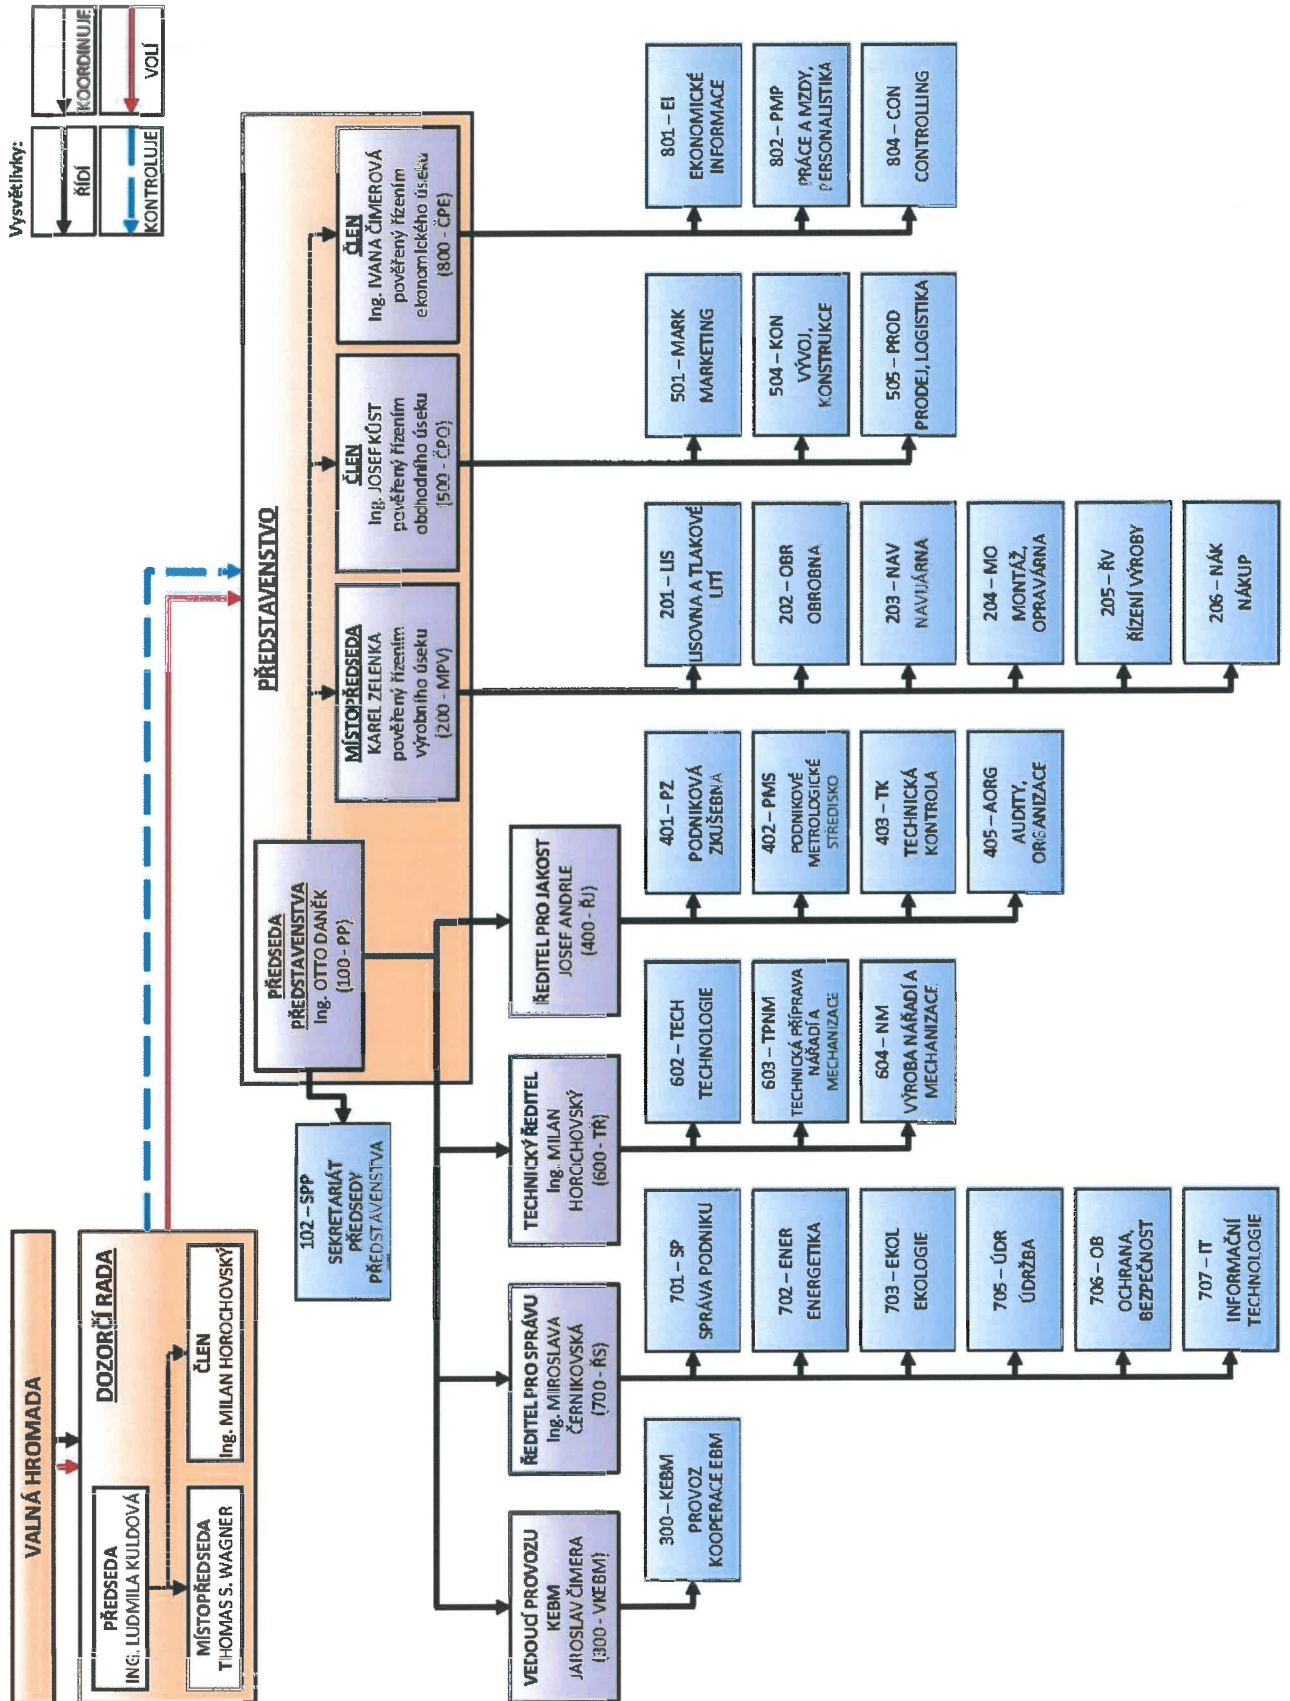 Vysvětlivky:
ŘÍDÍ
KOORDINUJE
KONTROLUJE
VOLÍ
VALNÁ HROMADA
DOZORČÍ RADA
PŘEDSEDA
ING. LUDMILA KULDOVÁ
MÍSTOPŘEDSEDA
THOMAS S. WAGNER
ČLEN
Ing. MILAN HOROCHOVSKÝ
PŘEDSTAVENSTVO
PŘEDSEDA
PŘEDSTAVENSTVA
Ing. OTTO DANĚK
(100 - PP)
MÍSTOPŘEDSEDA
KAREL ZELENKA
pověřený řízením
výrobního úseku
(200 - MPV)
ČLEN
Ing. JOSEF KŮST
pověřený řízením
obchodního úseku
(500 - ČPO)
ČLEN
Ing. IVANA ČIMEROVÁ
pověřený řízením
ekonomického úseku
(800 - ČPE)
102 – SPP
SEKRETARIÁT
PŘEDSEDY
PŘEDSTAVENSTVA
VEDOUCÍ PROVOZU
KEBM
JAROSLAV ČIMERA
(300 - VKEBM)
ŘEDITEL PRO SPRÁVU
Ing. MIROSLAVA
ČERNIKOVSKÁ
(700 - ŘS)
TECHNICKÝ ŘEDITEL
Ing. MILAN
HORCICHOVSKÝ
(600 - TŘ)
ŘEDITEL PRO JAKOST
JOSEF ANDRLE
(400 - ŘJ)
300 – KEBM
PROVOZ
KOOPERACE EBM
701 – SP
SPRÁVA PODNIKU
702 – ENER
ENERGETIKA
703 – EKOL
EKOLOGIE
705 – ÚDR
ÚDRŽBA
706 – OB
OCHRANA,
BEZPEČNOST
707 – IT
INFORMAČNÍ
TECHNOLOGIE
602 – TECH
TECHNOLOGIE
603 – TPNM
TECHNICKÁ PŘÍPRAVA
NÁŘADÍ A
MECHANIZACE
604 – NM
VÝROBA NÁŘADÍ A
MECHANIZACE
401 – PZ
PODNIKOVÁ
ZKUŠEBNA
402 – PMS
PODNIKOVÉ
METROLOGICKÉ
STŘEDISKO
403 – TK
TECHNICKÁ
KONTROLA
405 – AORG
AUDITY,
ORGANIZACE
201 – LIS
LISOVNA A TLAKOVÉ
LITÍ
202 – OBR
OBROBNA
203 – NAV
NAVIJÁRNA
204 – MO
MONTÁŽ,
OPRAVÁRNA
205 – ŘV
ŘÍZENÍ VÝROBY
206 – NÁK
NÁKUP
501 – MARK
MARKETING
504 – KON
VÝVOJ,
KONSTRUKCE
505 – PROD
PRODEJ, LOGISTIKA
801 – EI
EKONOMICKÉ
INFORMACE
802 – PMP
PRÁCE A MZDY,
PERSONALISTIKA
804 – CON
CONTROLLING